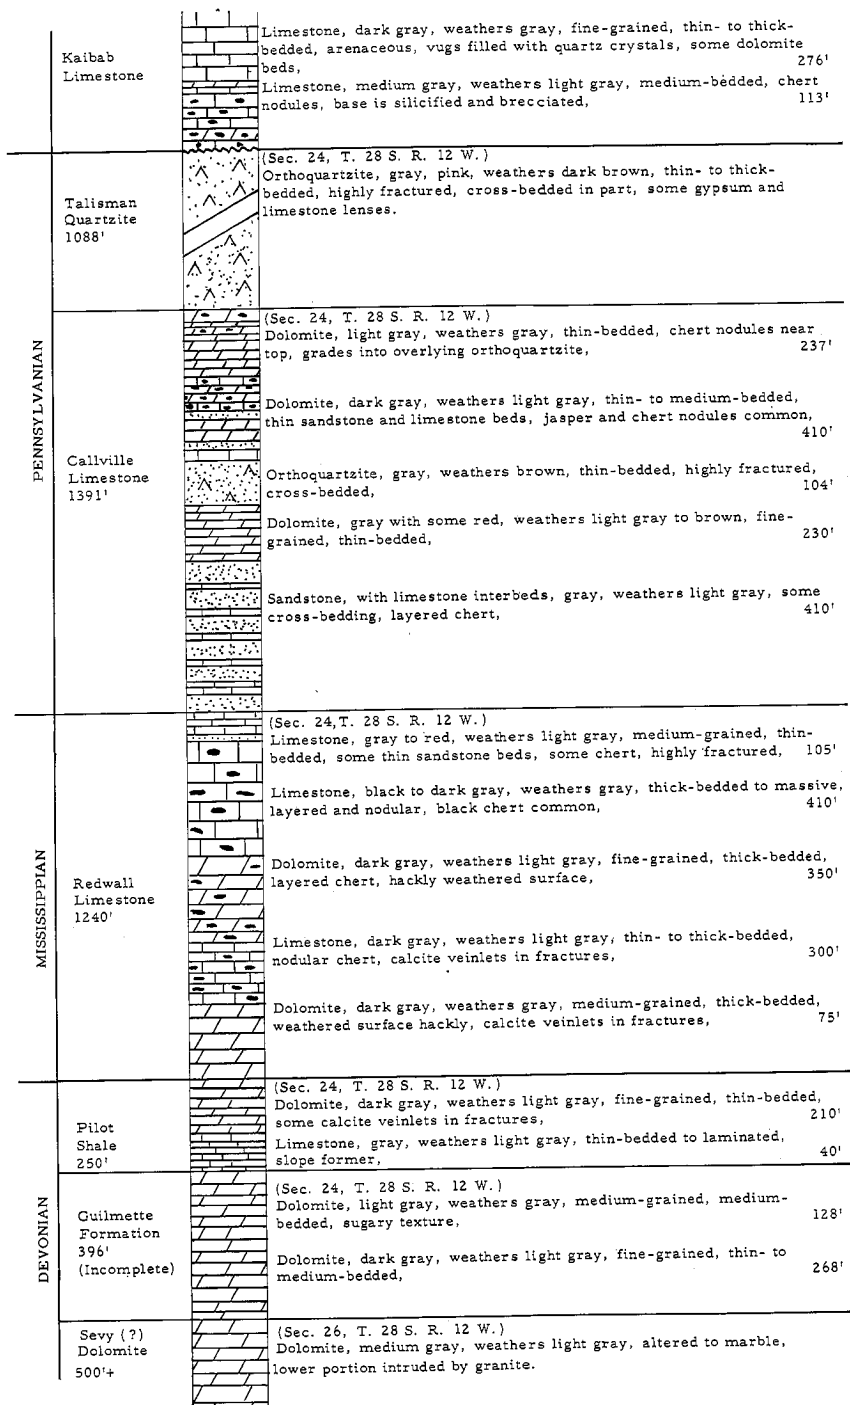 Kaibab
Limestone
Limestone, dark gray, weathers gray, fine-grained, thin- to thick-
bedded, arenaceous, vugs filled with quartz crystals, some dolomite
beds, 276'
Limestone, medium gray, weathers light gray, medium-bedded, chert
nodules, base is silicified and brecciated, 113'
PENNSYLVANIAN
Talisman
Quartzite
1088'
(Sec. 24, T. 28 S. R. 12 W.)
Orthoquartzite, gray, pink, weathers dark brown, thin- to thick-
bedded, highly fractured, cross-bedded in part, some gypsum and
limestone lenses.
Callville
Limestone
1391'
(Sec. 24, T. 28 S. R. 12 W.)
Dolomite, light gray, weathers gray, thin-bedded, chert nodules near
top, grades into overlying orthoquartzite, 237'
Dolomite, dark gray, weathers light gray, thin- to medium-bedded,
thin sandstone and limestone beds, jasper and chert nodules common,
410'
Orthoquartzite, gray, weathers brown, thin-bedded, highly fractured,
cross-bedded, 104'
Dolomite, gray with some red, weathers light gray to brown, fine-
grained, thin-bedded, 230'
Sandstone, with limestone interbeds, gray, weathers light gray, some
cross-bedding, layered chert, 410'
MISSISSIPPIAN
Redwall
Limestone
1240'
(Sec. 24, T. 28 S. R. 12 W.)
Limestone, gray to red, weathers light gray, medium-grained, thin-
bedded, some thin sandstone beds, some chert, highly fractured, 105'
Limestone, black to dark gray, weathers gray, thick-bedded to massive,
layered and nodular, black chert common, 410'
Dolomite, dark gray, weathers light gray, fine-grained, thick-bedded,
layered chert, hackly weathered surface, 350'
Limestone, dark gray, weathers light gray, thin- to thick-bedded,
nodular chert, calcite veinlets in fractures, 300'
Dolomite, dark gray, weathers gray, medium-grained, thick-bedded,
weathered surface hackly, calcite veinlets in fractures, 75'
DEVONIAN
Pilot
Shale
250'
(Sec. 24, T. 28 S. R. 12 W.)
Dolomite, dark gray, weathers light gray, fine-grained, thin-bedded,
some calcite veinlets in fractures, 210'
Limestone, gray, weathers light gray, thin-bedded to laminated,
slope former, 40'
Guilmette
Formation
396'
(Incomplete)
(Sec. 24, T. 28 S. R. 12 W.)
Dolomite, light gray, weathers gray, medium-grained, medium-
bedded, sugary texture, 128'
Dolomite, dark gray, weathers light gray, fine-grained, thin- to
medium-bedded, 268'
Sevy (?)
Dolomite
500'+
(Sec. 26, T. 28 S. R. 12 W.)
Dolomite, medium gray, weathers light gray, altered to marble,
lower portion intruded by granite.